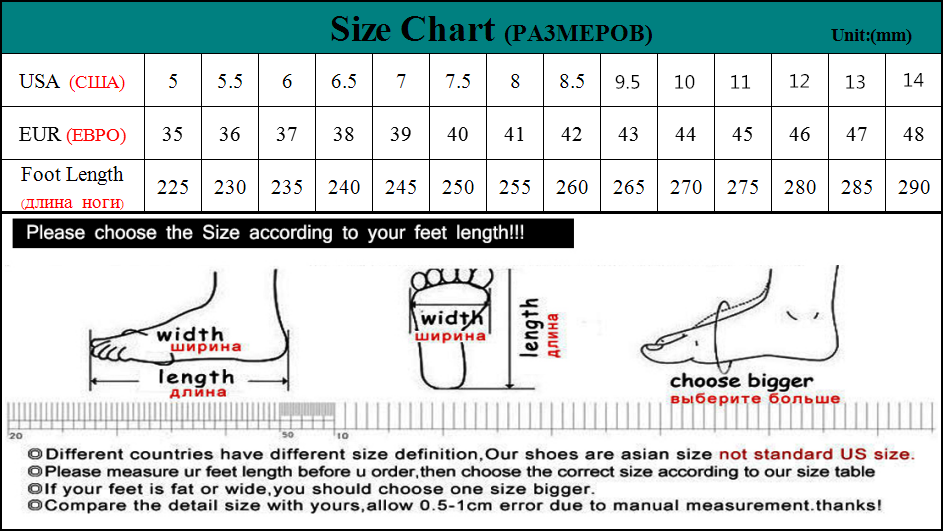 Size Chart (РАЗМЕРОВ) Unit:(mm)
USA (США) 5 5.5 6 6.5 7 7.5 8 8.5 9.5 10 11 12 13 14
EUR (ЕВРО) 35 36 37 38 39 40 41 42 43 44 45 46 47 48
Foot Length
(длина ноги) 225 230 235 240 245 250 255 260 265 270 275 280 285 290
Please choose the Size according to your feet length!!!
width
ширина
length
длина
width
ширина
length
длина
choose bigger
выберите больше
20 50 10
◎Different countries have different size definition,Our shoes are asian size not standard US size.
◎Please measure ur feet length before u order,then choose the correct size according to our size table
◎If your feet is fat or wide,you should choose one size bigger.
◎Compare the detail size with yours,allow 0.5-1cm error due to manual measurement.thanks!